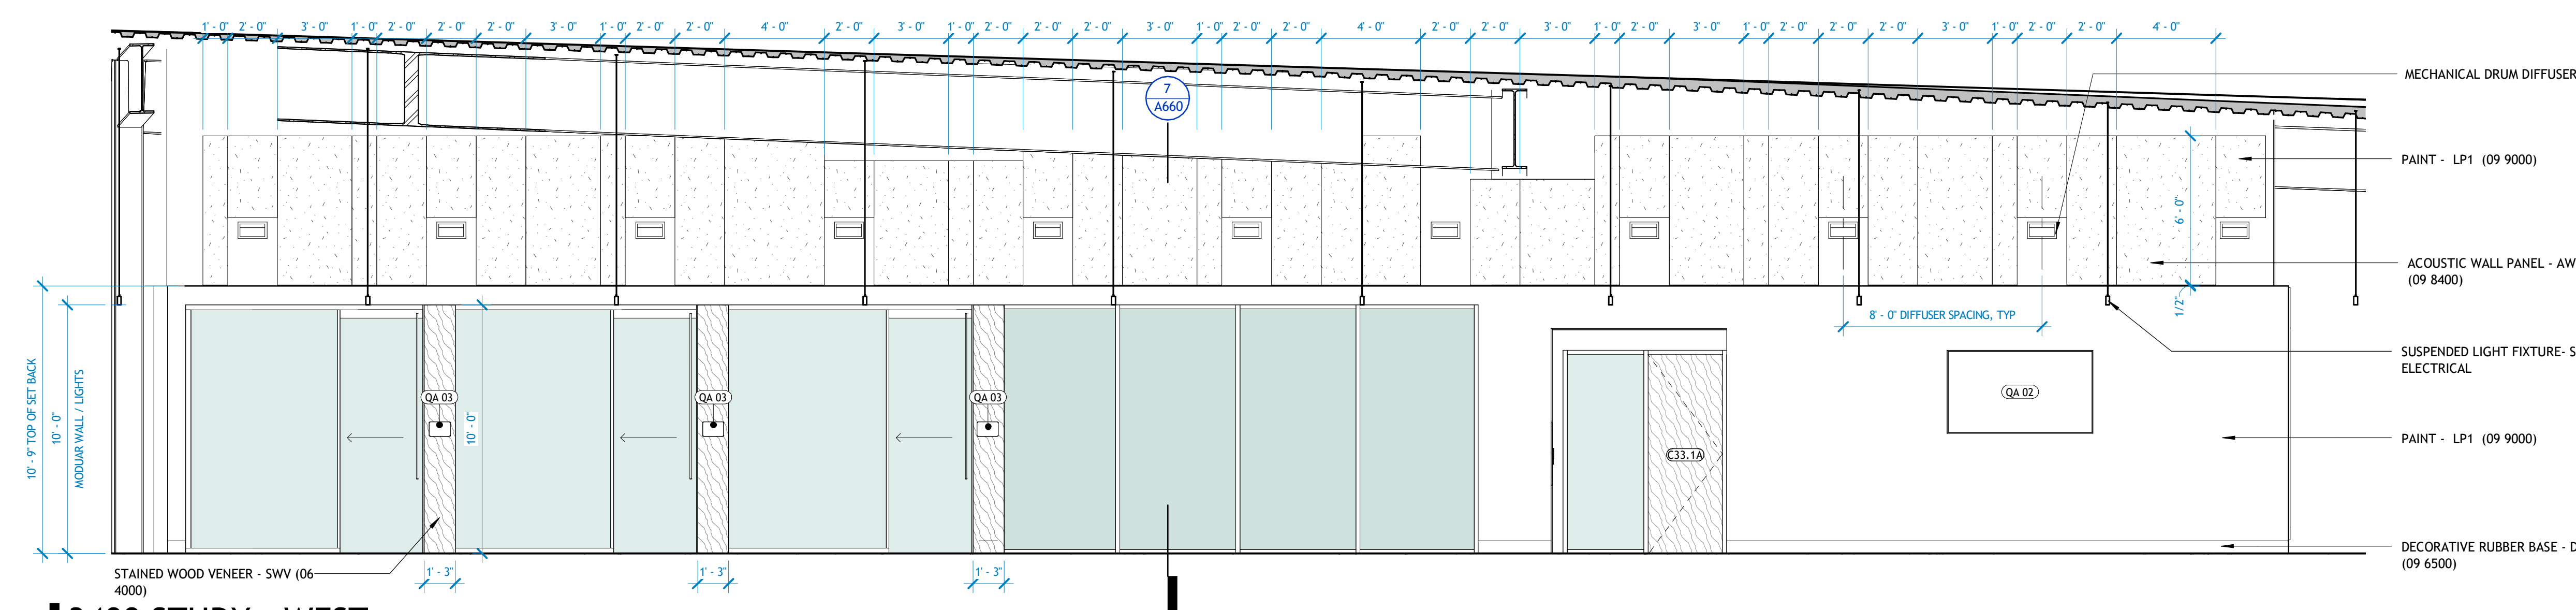 1' - 0" 2' - 0" 3' - 0" 1' - 0" 2' - 0" 2' - 0" 2' - 0" 3' - 0" 1' - 0" 2' - 0" 2' - 0" 4' - 0" 2' - 0" 3' - 0" 1' - 0" 2' - 0" 2' - 0" 2' - 0" 3' - 0" 1' - 0" 2' - 0" 2' - 0" 4' - 0" 2' - 0" 2' - 0" 3' - 0" 1' - 0" 2' - 0" 3' - 0" 1' - 0" 2' - 0" 2' - 0" 2' - 0" 3' - 0" 1' - 0" 2' - 0" 2' - 0" 4' - 0"
MECHANICAL DRUM DIFFUSER
7
A660
PAINT - LP1 (09 9000)
6' - 0"
ACOUSTIC WALL PANEL - AW
(09 8400)
1/2"
8' - 0" DIFFUSER SPACING, TYP
SUSPENDED LIGHT FIXTURE- S
ELECTRICAL
10' - 9" TOP OF SET BACK
10' - 0"
MODUAR WALL / LIGHTS
QA 03
10' - 0"
QA 03
QA 03
QA 02
C33.1A
PAINT - LP1 (09 9000)
DECORATIVE RUBBER BASE - D
(09 6500)
STAINED WOOD VENEER - SWV (06
4000)
1' - 3" 1' - 3" 1' - 3"
STUDY - WEST